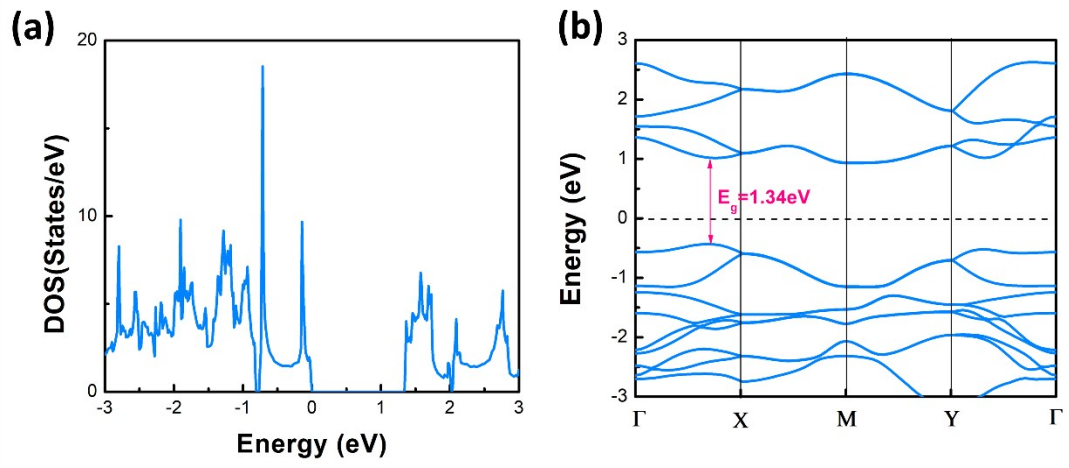 (a)
DOS(States/eV)
20
10
0
-3
-2
-1
0
1
2
3
Energy (eV)
(b)
Energy (eV)
3
2
1
0
-1
-2
-3
E_g=1.34eV
Γ
X
M
Y
Γ